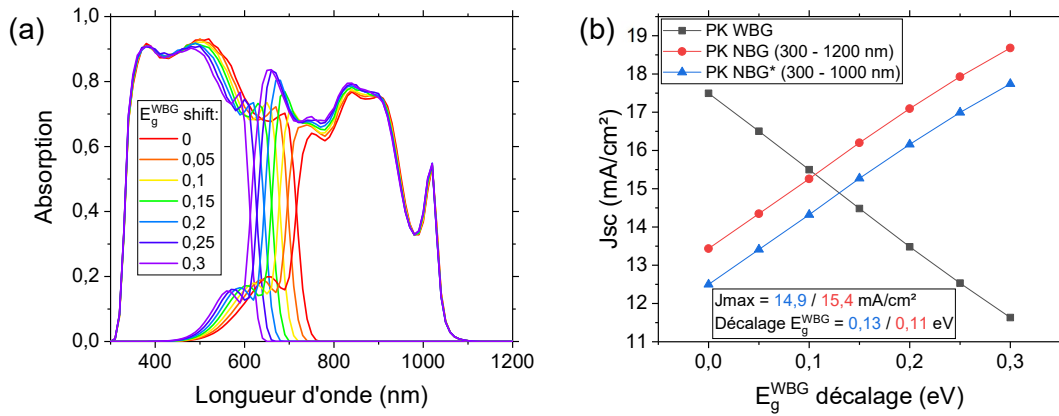 (a)
1,0
0,8
0,6
0,4
0,2
0,0
Absorption
E_g^WBG shift:
0
0,05
0,1
0,15
0,2
0,25
0,3
400 600 800 1000 1200
Longueur d'onde (nm)
(b)
PK WBG
PK NBG (300 - 1200 nm)
PK NBG* (300 - 1000 nm)
19
18
17
16
15
14
13
12
11
Jsc (mA/cm²)
Jmax = 14,9 / 15,4 mA/cm²
Décalage E_g^WBG = 0,13 / 0,11 eV
0,0 0,1 0,2 0,3
E_g^WBG décalage (eV)